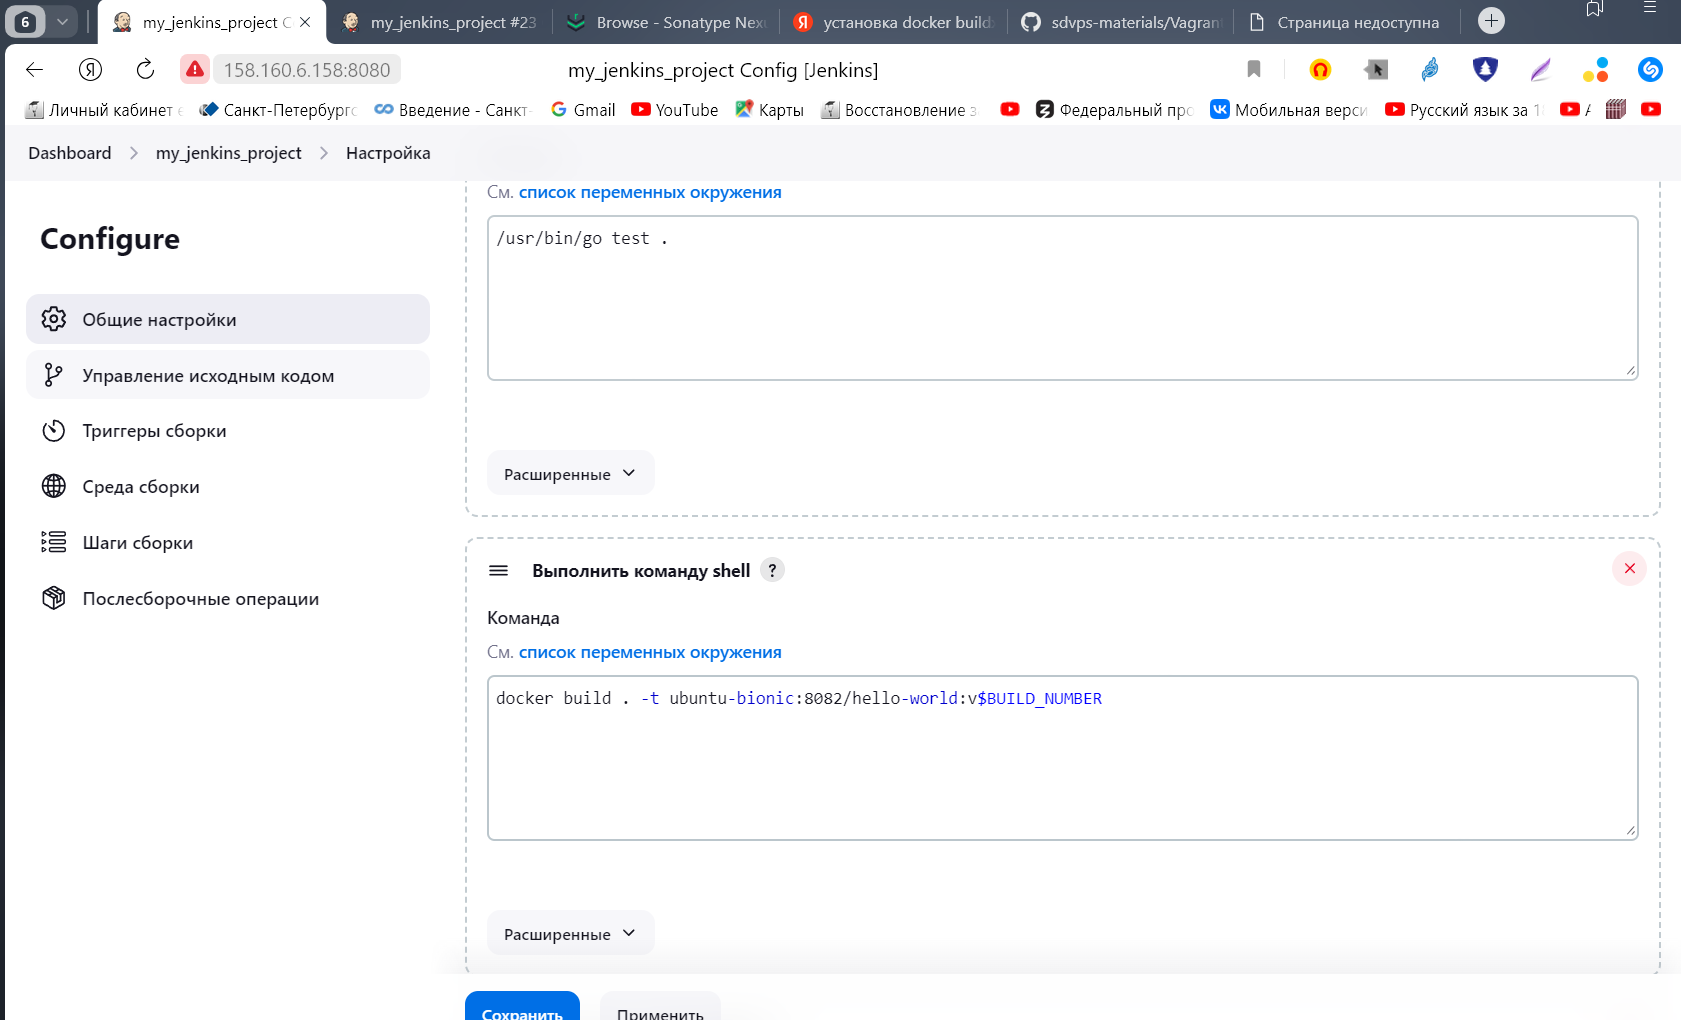 6
my_jenkins_project C
my_jenkins_project #23
Browse - Sonatype Nexu
установка docker buildx
sdvps-materials/Vagrant
Страница недоступна
158.160.6.158:8080
my_jenkins_project Config [Jenkins]
Личный кабинет
Санкт-Петербург
Введение - Санкт-
Gmail
YouTube
Карты
Восстановление
Федеральный про
Мобильная верси
Русский язык за
Dashboard
my_jenkins_project
Настройка
Configure
Общие настройки
Управление исходным кодом
Триггеры сборки
Среда сборки
Шаги сборки
Послесборочные операции
См. список переменных окружения
/usr/bin/go test .
Расширенные
Выполнить команду shell ?
Команда
См. список переменных окружения
docker build . -t ubuntu-bionic:8082/hello-world:v$BUILD_NUMBER
Расширенные
Сохранить
Применить